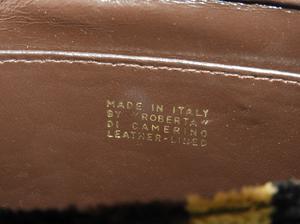 MADE IN ITALY
BY "ROBERTA"
DI CAMERINO
LEATHER-LINED